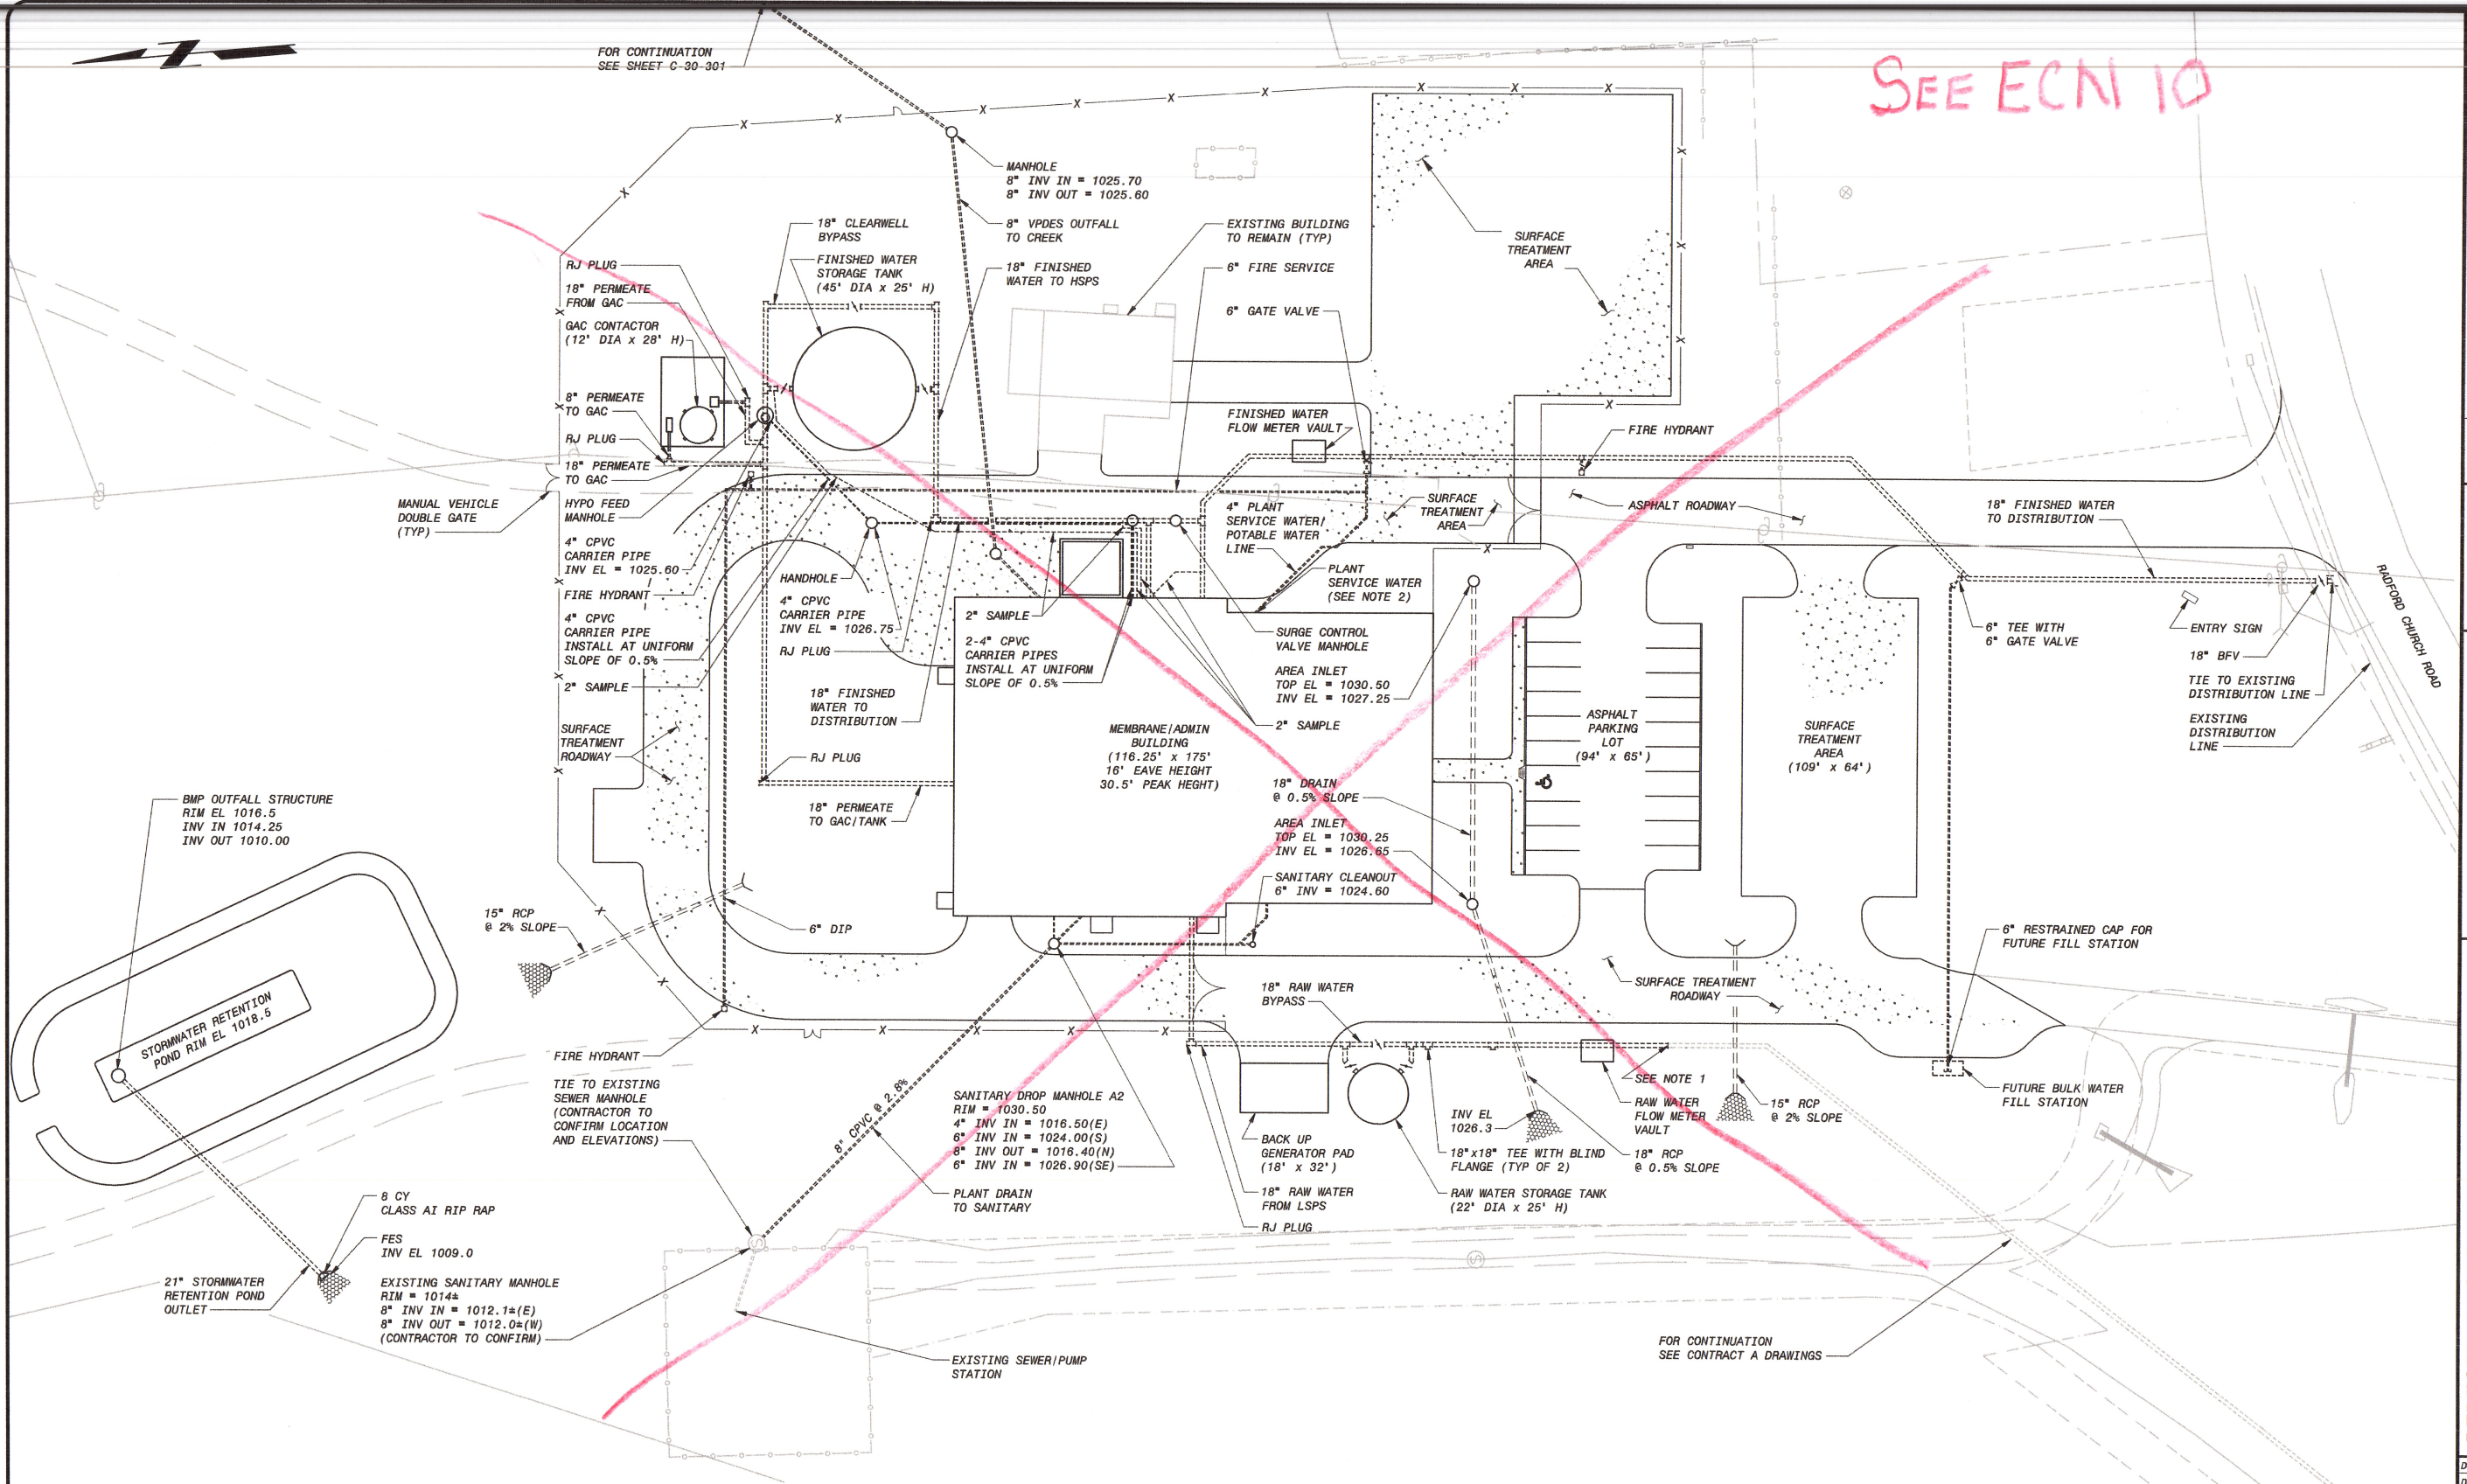 FOR CONTINUATION
SEE SHEET C-30-301
SEE ECN 10
MANHOLE
8" INV IN = 1025.70
8" INV OUT = 1025.60
18" CLEARWELL
BYPASS
8" VPDES OUTFALL
TO CREEK
EXISTING BUILDING
TO REMAIN (TYP)
SURFACE
TREATMENT
AREA
RJ PLUG
FINISHED WATER
STORAGE TANK
(45' DIA x 25' H)
18" FINISHED
WATER TO HSPS
6" FIRE SERVICE
18" PERMEATE
FROM GAC
6" GATE VALVE
GAC CONTACTOR
(12' DIA x 28' H)
8" PERMEATE
TO GAC
FINISHED WATER
FLOW METER VAULT
FIRE HYDRANT
RJ PLUG
18" PERMEATE
TO GAC
MANUAL VEHICLE
DOUBLE GATE
(TYP)
HYPO FEED
MANHOLE
4" PLANT
SERVICE WATER/
POTABLE WATER
LINE
SURFACE
TREATMENT
AREA
ASPHALT ROADWAY
18" FINISHED WATER
TO DISTRIBUTION
4" CPVC
CARRIER PIPE
INV EL = 1025.60
HANDHOLE
PLANT
SERVICE WATER
(SEE NOTE 2)
RADFORD CHURCH ROAD
FIRE HYDRANT
4" CPVC
CARRIER PIPE
INV EL = 1026.75
2" SAMPLE
4" CPVC
CARRIER PIPE
INSTALL AT UNIFORM
SLOPE OF 0.5%
RJ PLUG
2-4" CPVC
CARRIER PIPES
INSTALL AT UNIFORM
SLOPE OF 0.5%
SURGE CONTROL
VALVE MANHOLE
6" TEE WITH
6" GATE VALVE
ENTRY SIGN
18" BFV
2" SAMPLE
18" FINISHED
WATER TO
DISTRIBUTION
AREA INLET
TOP EL = 1030.50
INV EL = 1027.25
TIE TO EXISTING
DISTRIBUTION LINE
SURFACE
TREATMENT
ROADWAY
MEMBRANE/ADMIN
BUILDING
(116.25' x 175'
16' EAVE HEIGHT
30.5' PEAK HEGHT)
2" SAMPLE
ASPHALT
PARKING
LOT
(94' x 65')
SURFACE
TREATMENT
AREA
(109' x 64')
EXISTING
DISTRIBUTION
LINE
RJ PLUG
18" DRAIN
@ 0.5% SLOPE
BMP OUTFALL STRUCTURE
RIM EL 1016.5
INV IN 1014.25
INV OUT 1010.00
18" PERMEATE
TO GAC/TANK
AREA INLET
TOP EL = 1030.25
INV EL = 1026.65
SANITARY CLEANOUT
6" INV = 1024.60
15" RCP
@ 2% SLOPE
6" DIP
6" RESTRAINED CAP FOR
FUTURE FILL STATION
18" RAW WATER
BYPASS
SURFACE TREATMENT
ROADWAY
STORMWATER RETENTION
POND RIM EL 1018.5
FIRE HYDRANT
TIE TO EXISTING
SEWER MANHOLE
(CONTRACTOR TO
CONFIRM LOCATION
AND ELEVATIONS)
8" CPVC @ 2.8%
SANITARY DROP MANHOLE A2
RIM = 1030.50
4" INV IN = 1016.50(E)
6" INV IN = 1024.00(S)
8" INV OUT = 1016.40(N)
6" INV IN = 1026.90(SE)
SEE NOTE 1
RAW WATER
FLOW METER
VAULT
15" RCP
@ 2% SLOPE
FUTURE BULK WATER
FILL STATION
INV EL
1026.3
BACK UP
GENERATOR PAD
(18' x 32')
18"x18" TEE WITH BLIND
FLANGE (TYP OF 2)
18" RCP
@ 0.5% SLOPE
PLANT DRAIN
TO SANITARY
18" RAW WATER
FROM LSPS
RAW WATER STORAGE TANK
(22' DIA x 25' H)
RJ PLUG
8 CY
CLASS AI RIP RAP
FES
INV EL 1009.0
21" STORMWATER
RETENTION POND
OUTLET
EXISTING SANITARY MANHOLE
RIM = 1014±
8" INV IN = 1012.1±(E)
8" INV OUT = 1012.0±(W)
(CONTRACTOR TO CONFIRM)
EXISTING SEWER/PUMP
STATION
FOR CONTINUATION
SEE CONTRACT A DRAWINGS